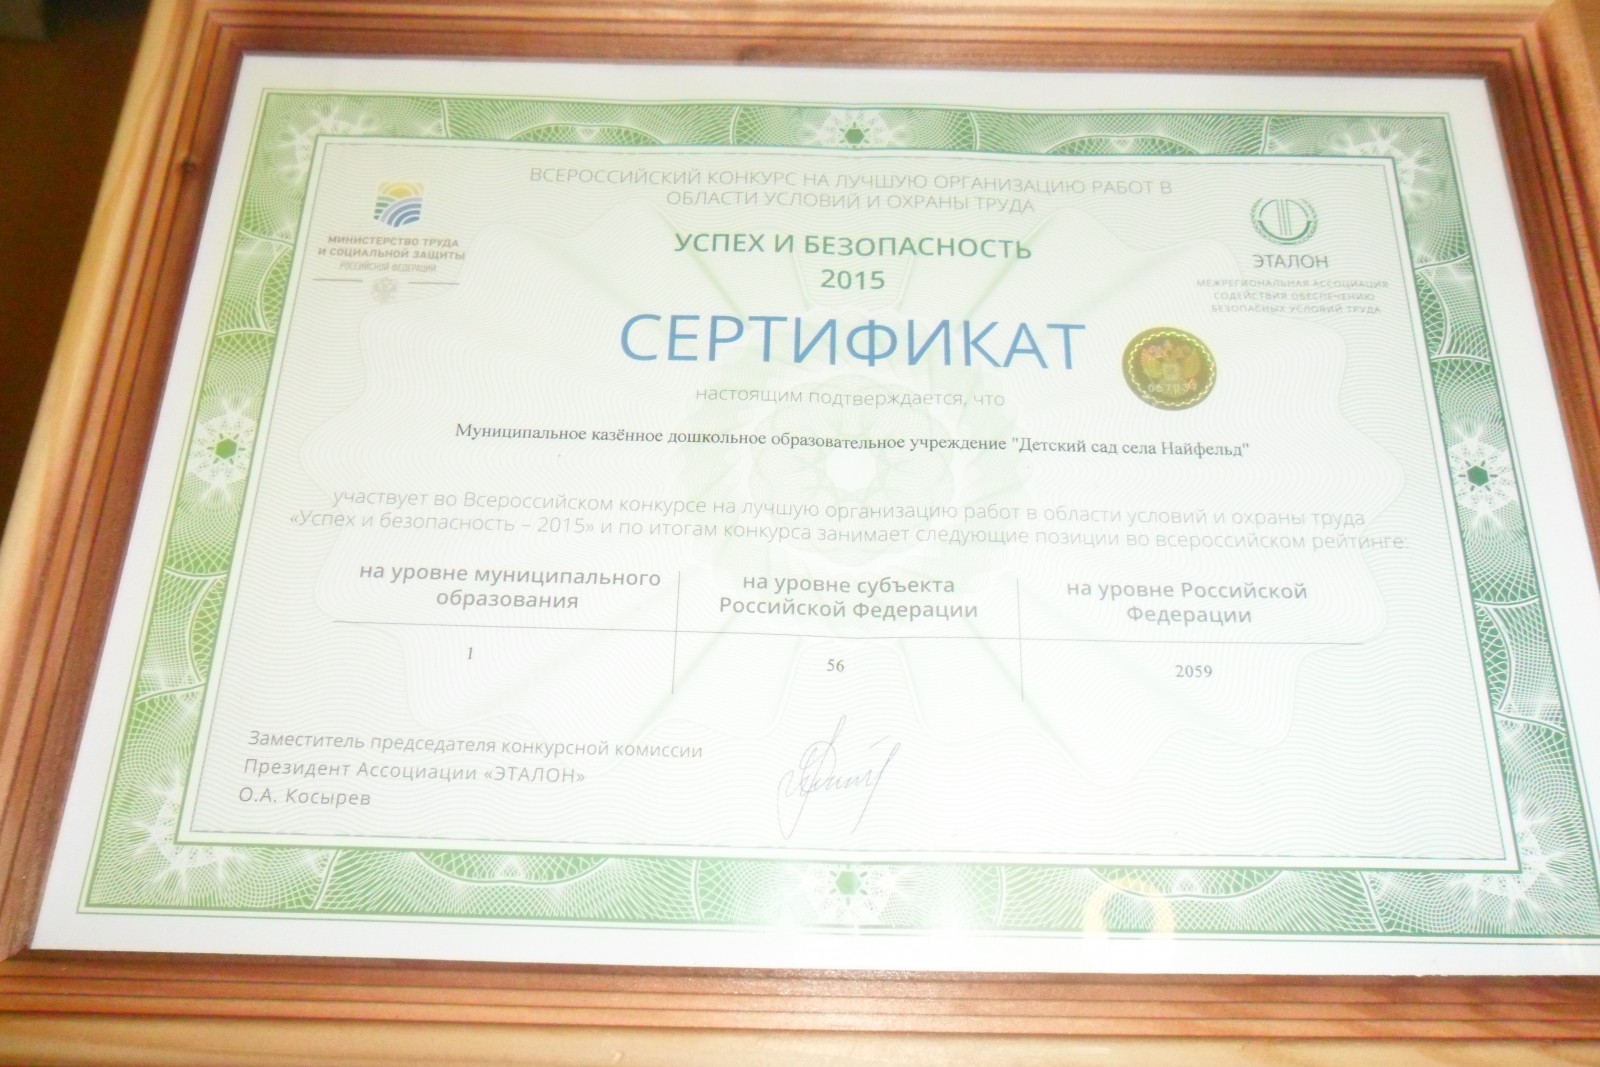 ВСЕРОССИЙСКИЙ КОНКУРС НА ЛУЧШУЮ ОРГАНИЗАЦИЮ РАБОТ В
ОБЛАСТИ УСЛОВИЙ И ОХРАНЫ ТРУДА
МИНИСТЕРСТВО ТРУДА
И СОЦИАЛЬНОЙ ЗАЩИТЫ
РОССИЙСКОЙ ФЕДЕРАЦИИ
УСПЕХ И БЕЗОПАСНОСТЬ
2015
ЭТАЛОН
МЕЖРЕГИОНАЛЬНАЯ АССОЦИАЦИЯ
СОДЕЙСТВИЯ ОБЕСПЕЧЕНИЮ
БЕЗОПАСНЫХ УСЛОВИЙ ТРУДА
СЕРТИФИКАТ
настоящим подтверждается, что
Муниципальное казённое дошкольное образовательное учреждение "Детский сад села Найфельд"
участвует во Всероссийском конкурсе на лучшую организацию работ в области условий и охраны труда
«Успех и безопасность – 2015» и по итогам конкурса занимает следующие позиции во всероссийском рейтинге:
на уровне муниципального
образования
на уровне субъекта
Российской Федерации
на уровне Российской
Федерации
1
56
2059
Заместитель председателя конкурсной комиссии
Президент Ассоциации «ЭТАЛОН»
О.А. Косырев